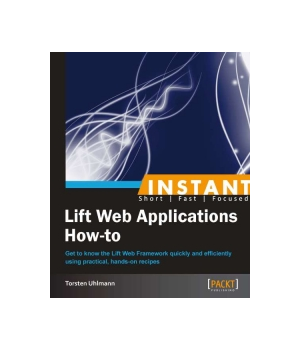 INSTANT
Short | Fast | Focused
Lift Web Applications
How-to
Get to know the Lift Web Framework quickly and efficiently
using practical, hands-on recipes
Torsten Uhlmann
[PACKT]
PUBLISHING